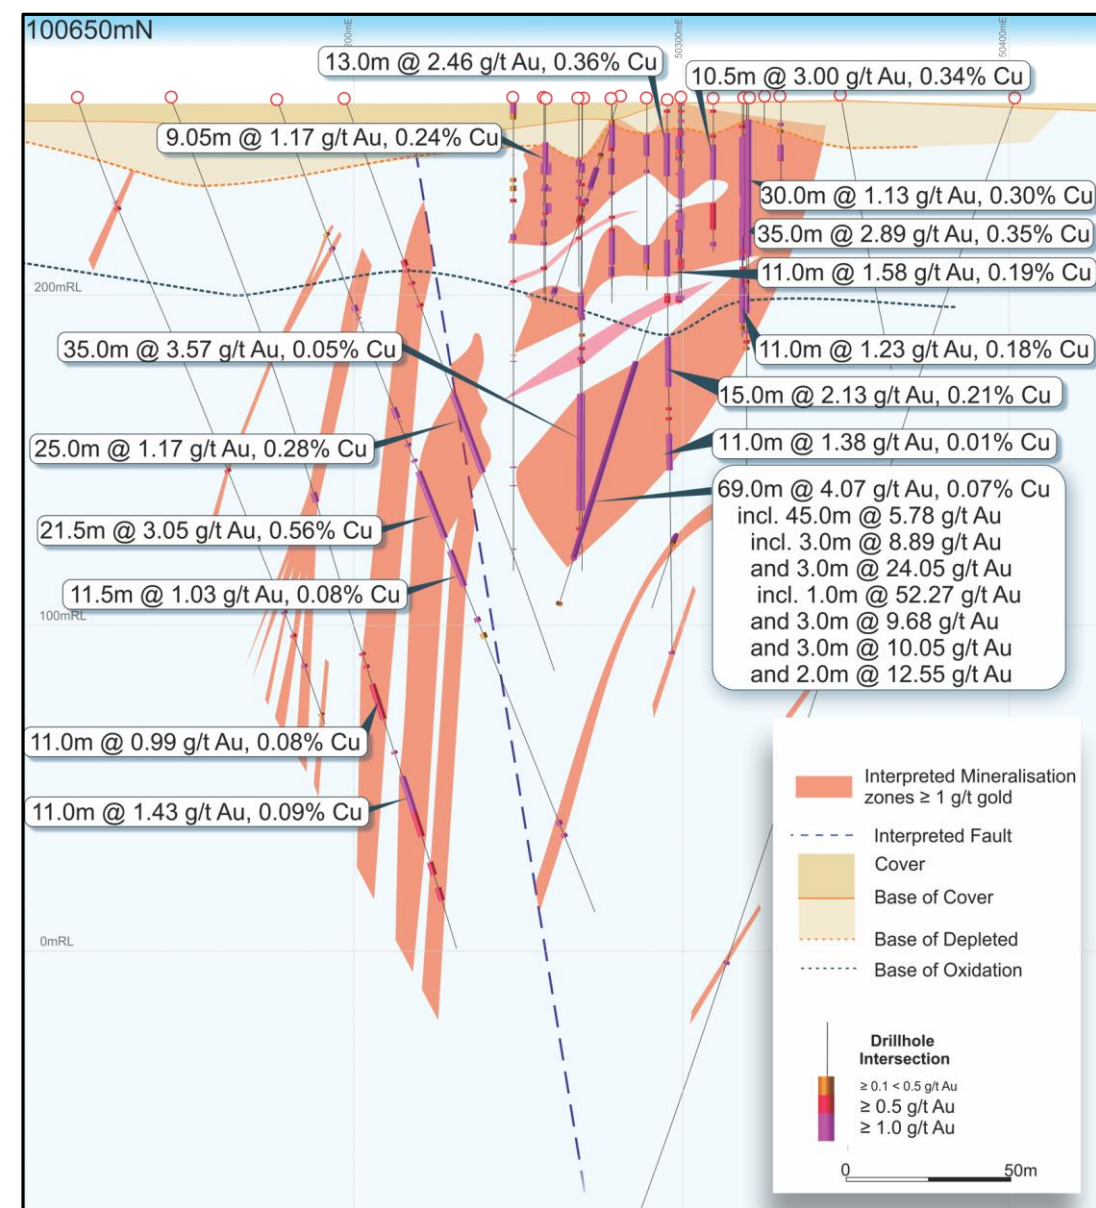 100650mN
50300mE
50400mE
13.0m @ 2.46 g/t Au, 0.36% Cu
10.5m @ 3.00 g/t Au, 0.34% Cu
9.05m @ 1.17 g/t Au, 0.24% Cu
30.0m @ 1.13 g/t Au, 0.30% Cu
35.0m @ 2.89 g/t Au, 0.35% Cu
11.0m @ 1.58 g/t Au, 0.19% Cu
200mRL
35.0m @ 3.57 g/t Au, 0.05% Cu
11.0m @ 1.23 g/t Au, 0.18% Cu
15.0m @ 2.13 g/t Au, 0.21% Cu
25.0m @ 1.17 g/t Au, 0.28% Cu
11.0m @ 1.38 g/t Au, 0.01% Cu
69.0m @ 4.07 g/t Au, 0.07% Cu
incl. 45.0m @ 5.78 g/t Au
incl. 3.0m @ 8.89 g/t Au
and 3.0m @ 24.05 g/t Au
incl. 1.0m @ 52.27 g/t Au
and 3.0m @ 9.68 g/t Au
and 3.0m @ 10.05 g/t Au
and 2.0m @ 12.55 g/t Au
21.5m @ 3.05 g/t Au, 0.56% Cu
11.5m @ 1.03 g/t Au, 0.08% Cu
100mRL
11.0m @ 0.99 g/t Au, 0.08% Cu
11.0m @ 1.43 g/t Au, 0.09% Cu
0mRL
Interpreted Mineralisation
zones ≥ 1 g/t gold
Interpreted Fault
Cover
Base of Cover
Base of Depleted
Base of Oxidation
Drillhole
Intersection
≥ 0.1 < 0.5 g/t Au
≥ 0.5 g/t Au
≥ 1.0 g/t Au
0 50m